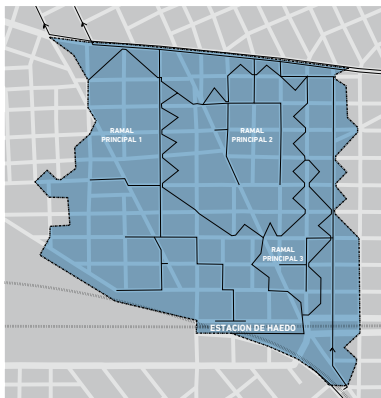 RAMAL
PRINCIPAL 1
RAMAL
PRINCIPAL 2
RAMAL
PRINCIPAL 3
ESTACION DE HAEDO